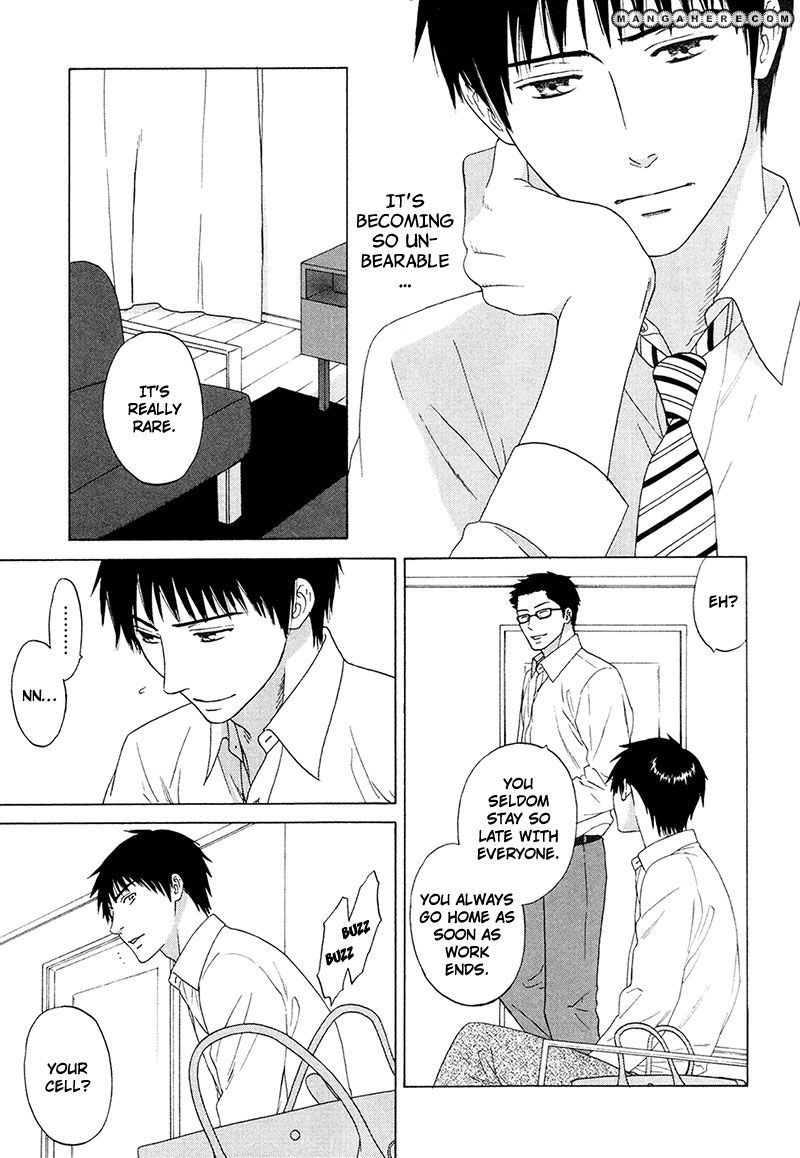 MANGAHERE.COM
IT'S
BECOMING
SO UN-
BEARABLE
...
IT'S
REALLY
RARE.
EH?
YOU
SELDOM
STAY SO
LATE WITH
EVERYONE.
YOU ALWAYS
GO HOME AS
SOON AS
WORK
ENDS.
........
NN...
BUZZ
BUZZ
YOUR
CELL?